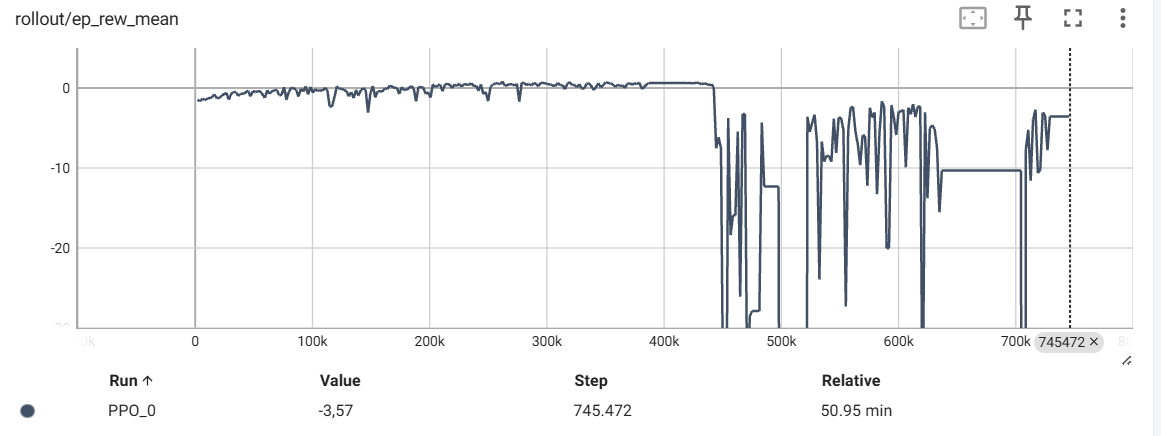 rollout/ep_rew_mean
0
-10
-20
0 100k 200k 300k 400k 500k 600k 700k 745472 ×
Run ↑ Value Step Relative
PPO_0 -3,57 745.472 50.95 min